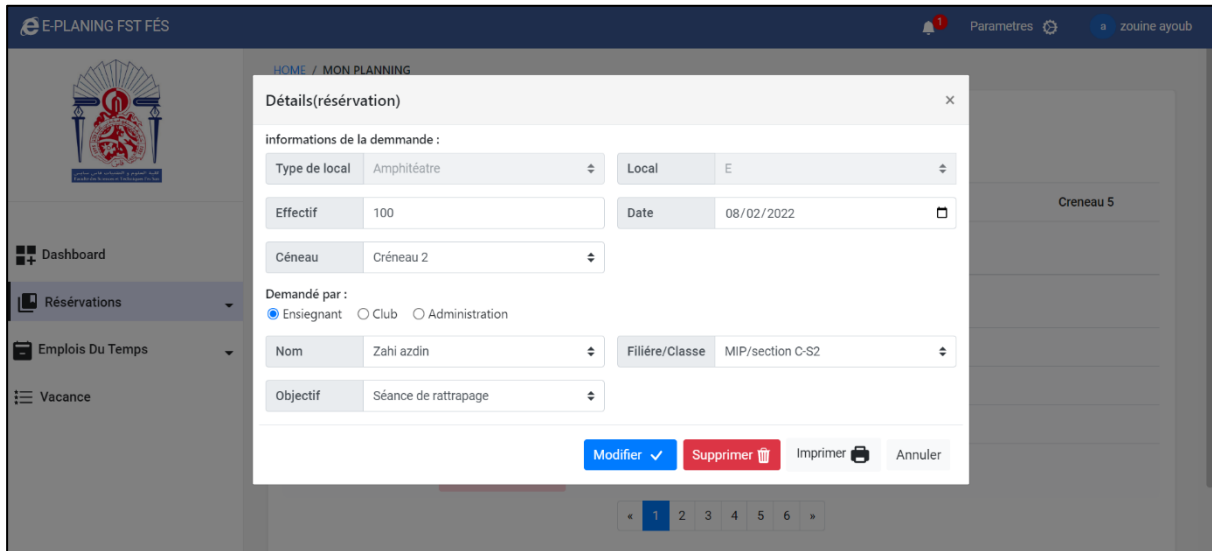 E-PLANING FST FÉS
1
Parametres
a
zouine ayoub
HOME / MON PLANNING
Détails(résérvation)
×
informations de la demmande :
Type de local Amphitéatre
Local E
Effectif 100
Date 08/02/2022
Céneau Créneau 2
Creneau 5
Dashboard
Résérvations
Emplois Du Temps
Vacance
Demandé par :
Ensiegnant Club Administration
Nom Zahi azdin
Filiére/Classe MIP/section C-S2
Objectif Séance de rattrapage
Modifier Supprimer Imprimer Annuler
« 1 2 3 4 5 6 »